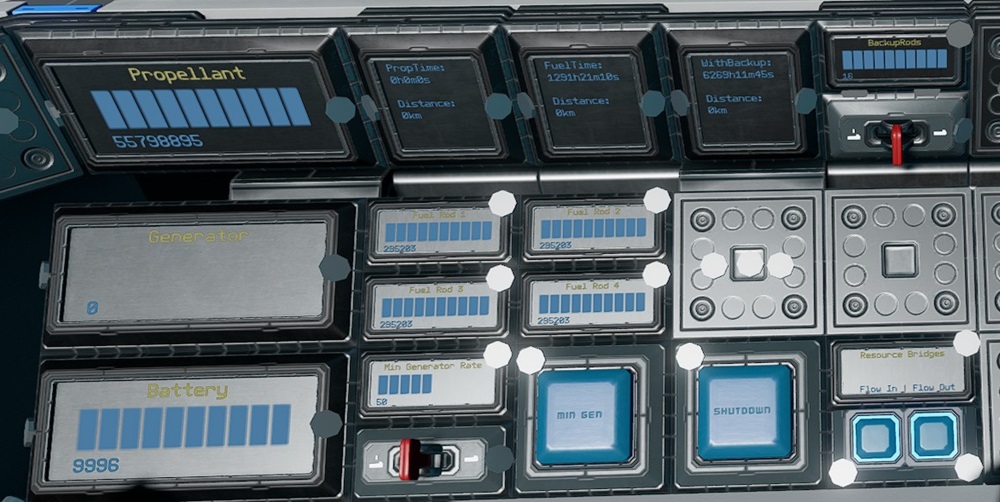 Propellant
55798895
PropTime:
0h0m0s
Distance:
0km
FuelTime:
1291h21m10s
Distance:
0km
WithBackup:
6269h11m45s
Distance:
0km
BackupRods
16
Generator
0
Fuel Rod 1
295203
Fuel Rod 2
295203
Fuel Rod 3
295203
Fuel Rod 4
295203
Battery
9996
Min Generator Rate
50
MIN GEN
SHUTDOWN
Resource Bridges
Flow In | Flow Out